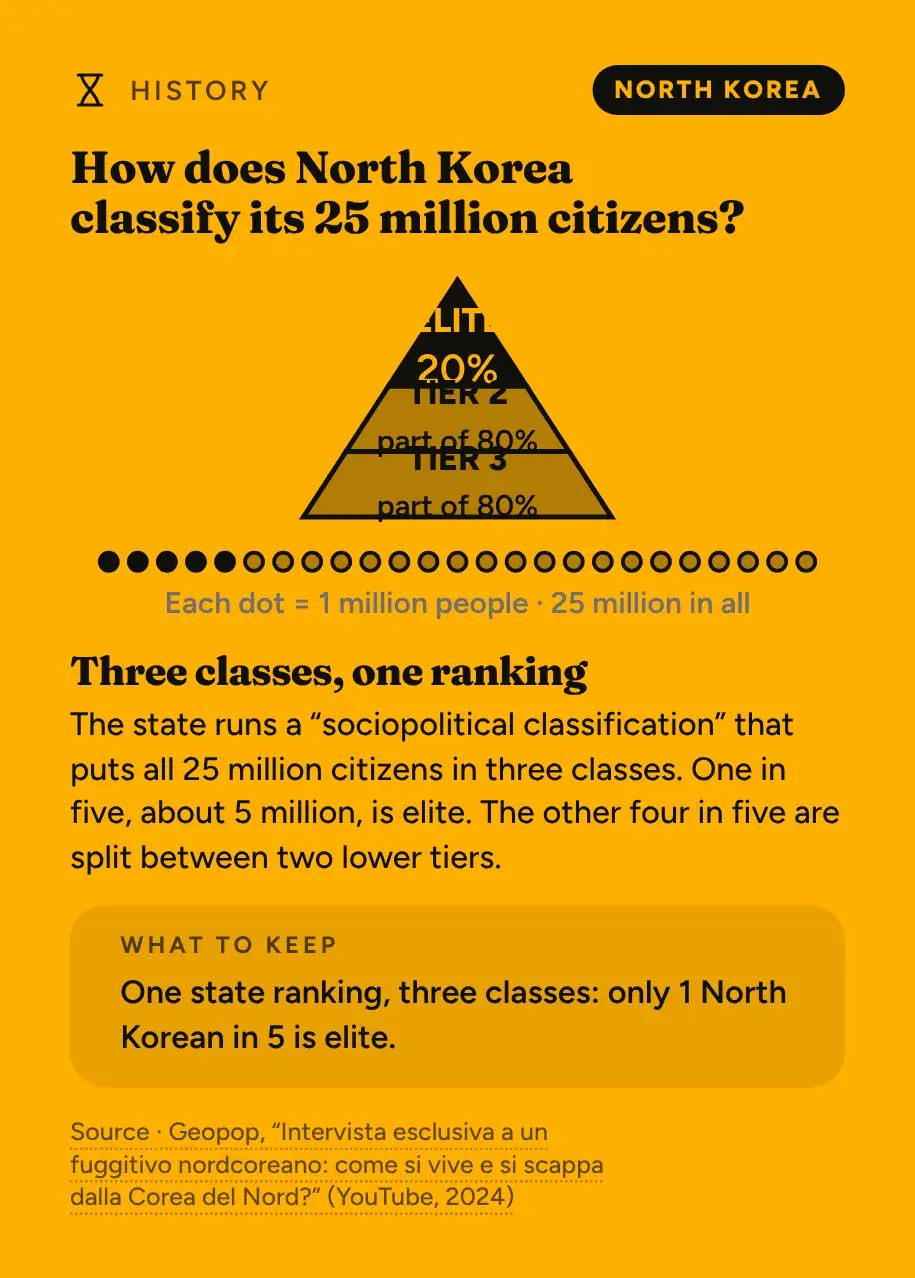 HISTORY
NORTH KOREA
How does North Korea
classify its 25 million citizens?
ELITE
20%
TIER 2
part of 80%
TIER 3
part of 80%
Each dot = 1 million people · 25 million in all
Three classes, one ranking
The state runs a “sociopolitical classification” that
puts all 25 million citizens in three classes. One in
five, about 5 million, is elite. The other four in five are
split between two lower tiers.
WHAT TO KEEP
One state ranking, three classes: only 1 North
Korean in 5 is elite.
Source · Geopop, “Intervista esclusiva a un
fuggitivo nordcoreano: come si vive e si scappa
dalla Corea del Nord?” (YouTube, 2024)